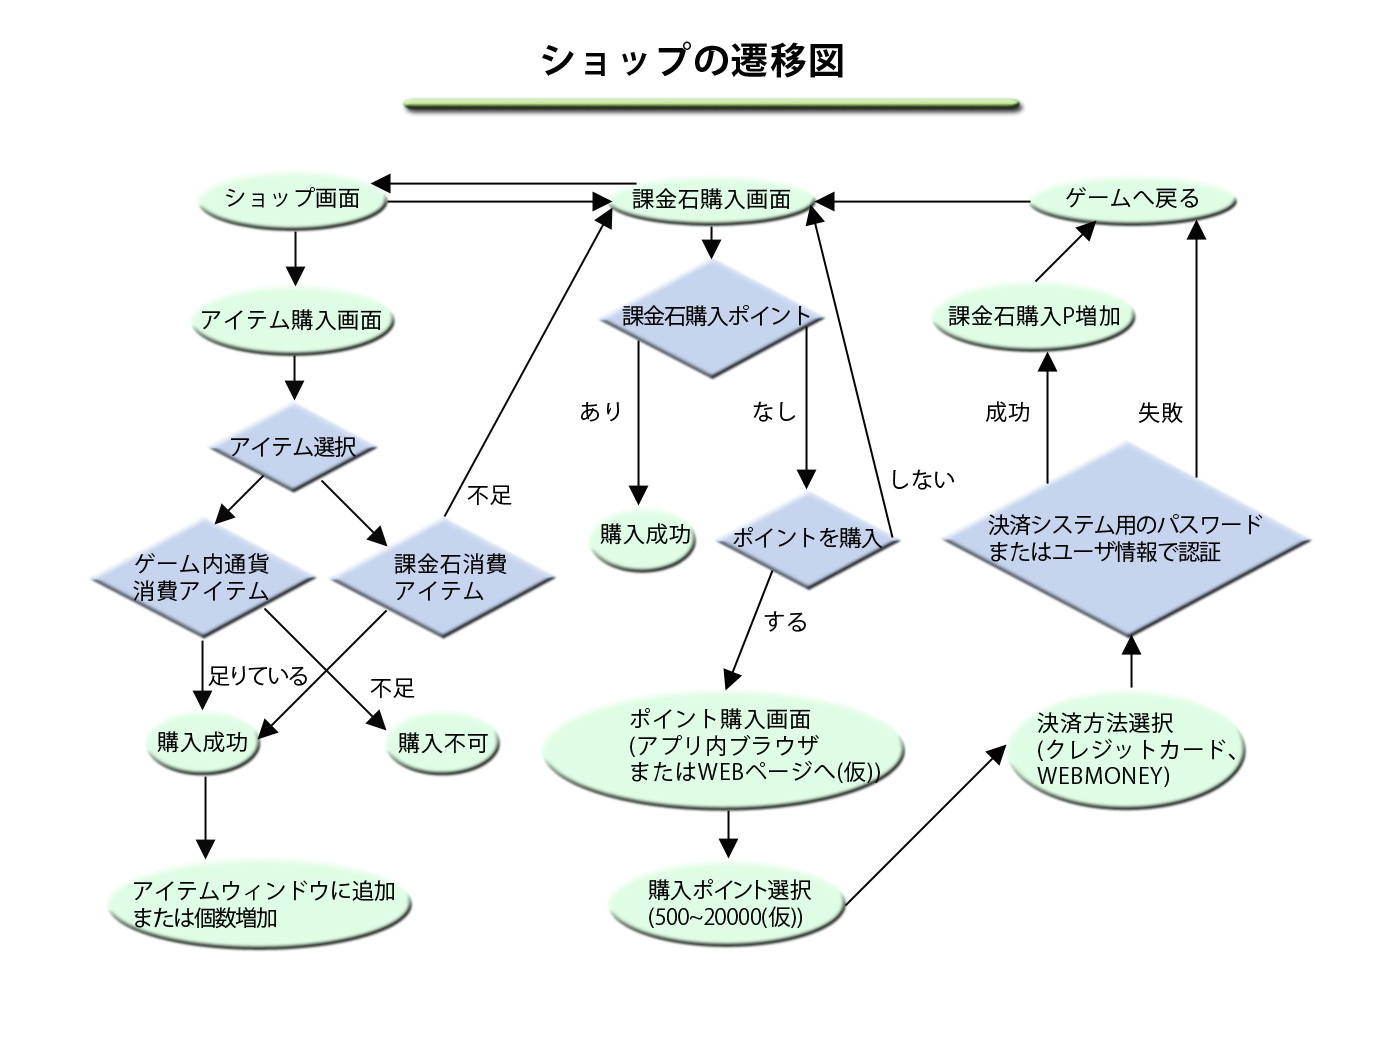 ショップの遷移図
ショップ画面
課金石購入画面
ゲームへ戻る
アイテム購入画面
課金石購入ポイント
課金石購入P増加
あり
なし
成功
失敗
アイテム選択
不足
しない
ゲーム内通貨
消費アイテム
課金石消費
アイテム
購入成功
ポイントを購入
決済システム用のパスワード
またはユーザ情報で認証
する
足りている
不足
購入成功
購入不可
ポイント購入画面
(アプリ内ブラウザ
またはWEBページへ(仮))
決済方法選択
(クレジットカード、
WEBMONEY)
アイテムウィンドウに追加
または個数増加
購入ポイント選択
(500~20000(仮))